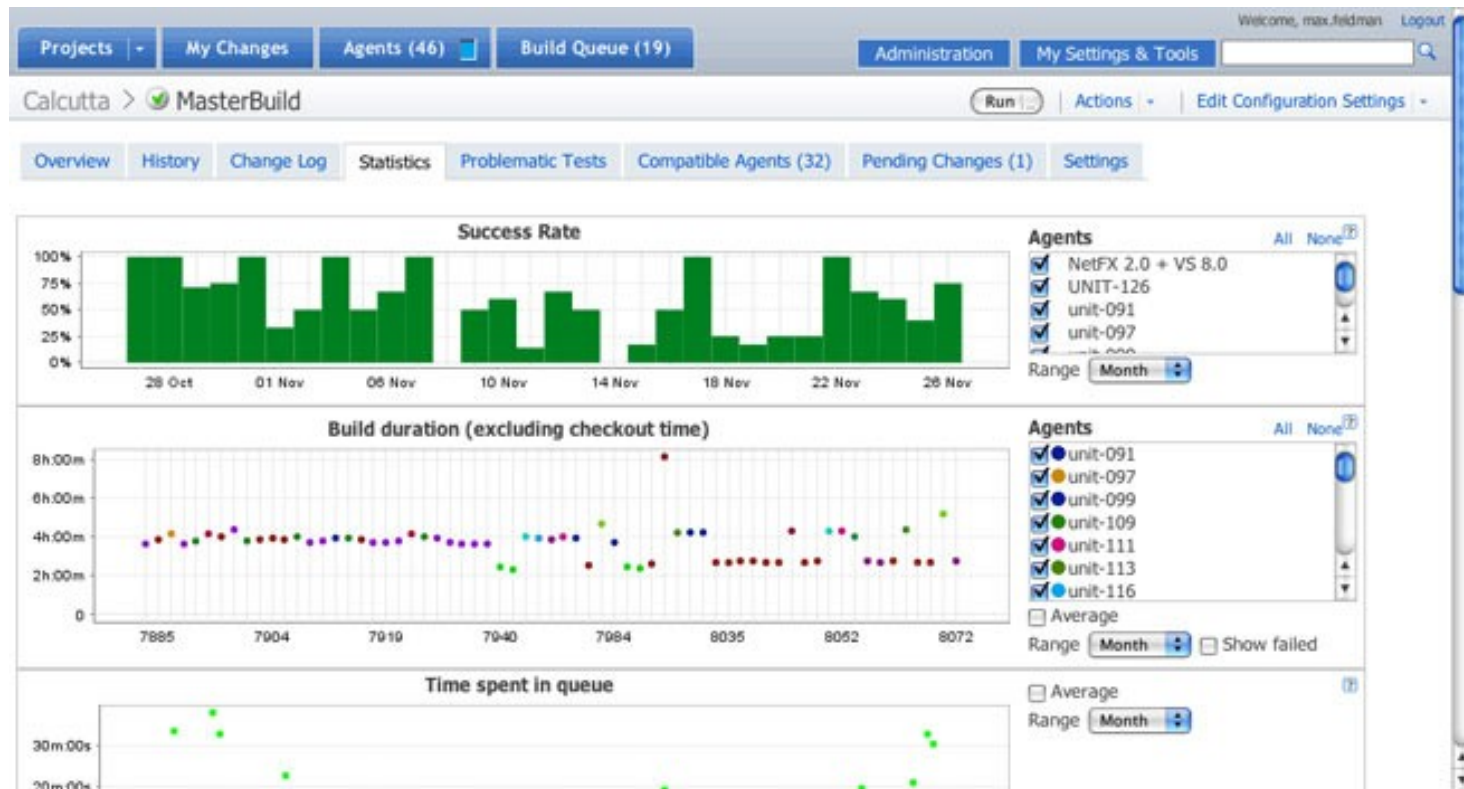 Welcome, max.feldman Logout
Projects My Changes Agents (46) Build Queue (19)
Administration My Settings & Tools
Calcutta > MasterBuild
Run Actions Edit Configuration Settings
Overview History Change Log Statistics Problematic Tests Compatible Agents (32) Pending Changes (1) Settings
Success Rate
100%
75%
50%
25%
0%
28 Oct 01 Nov 06 Nov 10 Nov 14 Nov 18 Nov 22 Nov 26 Nov
Agents All None ?
NetFX 2.0 + VS 8.0
UNIT-126
unit-091
unit-097
Range Month
Build duration (excluding checkout time)
8h:00m
6h:00m
4h:00m
2h:00m
0
7885 7904 7919 7940 7984 8035 8052 8072
Agents All None ?
unit-091
unit-097
unit-099
unit-109
unit-111
unit-113
unit-116
Average
Range Month Show failed
Time spent in queue
30m:00s
20m:00s
Average ?
Range Month